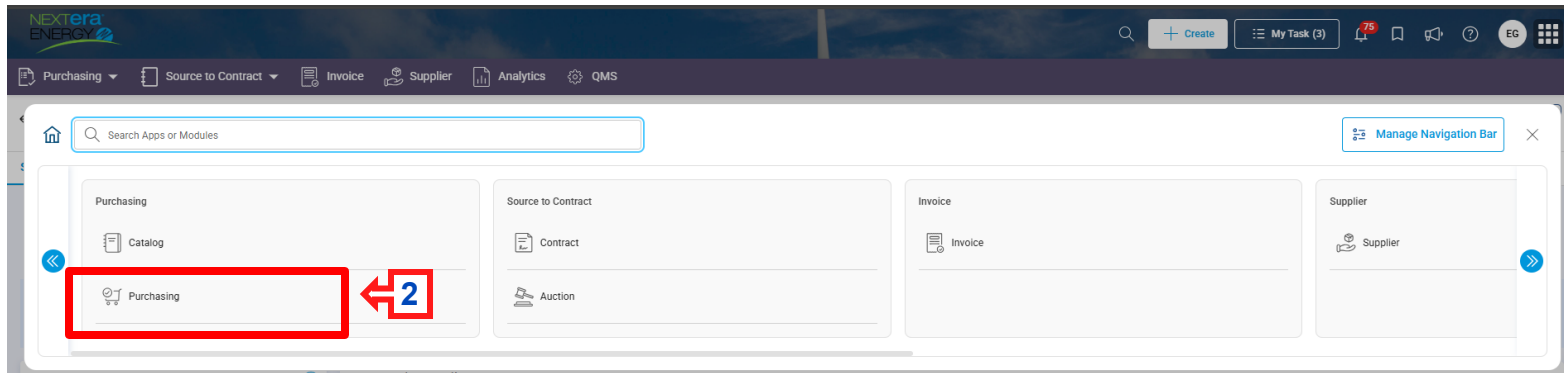 NEXTera
ENERGY
Create
My Task (3)
75
EG
Purchasing
Source to Contract
Invoice
Supplier
Analytics
QMS
Search Apps or Modules
Manage Navigation Bar
Purchasing
Catalog
Purchasing
2
Source to Contract
Contract
Auction
Invoice
Invoice
Supplier
Supplier